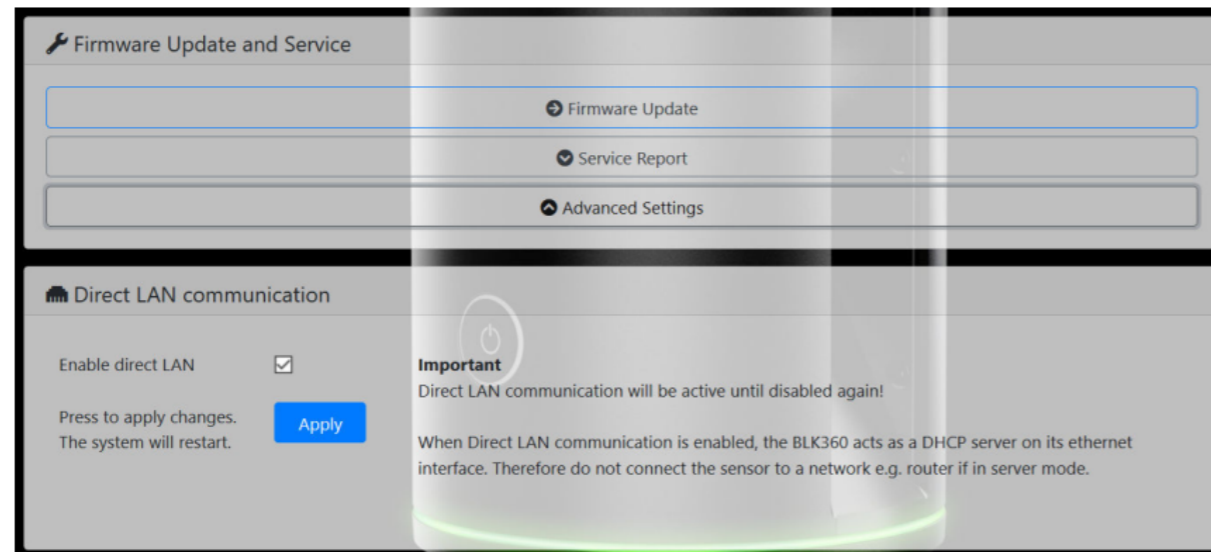 Firmware Update and Service
Firmware Update
Service Report
Advanced Settings
Direct LAN communication
Enable direct LAN
Press to apply changes.
The system will restart.
Apply
Important
Direct LAN communication will be active until disabled again!
When Direct LAN communication is enabled, the BLK360 acts as a DHCP server on its ethernet
interface. Therefore do not connect the sensor to a network e.g. router if in server mode.